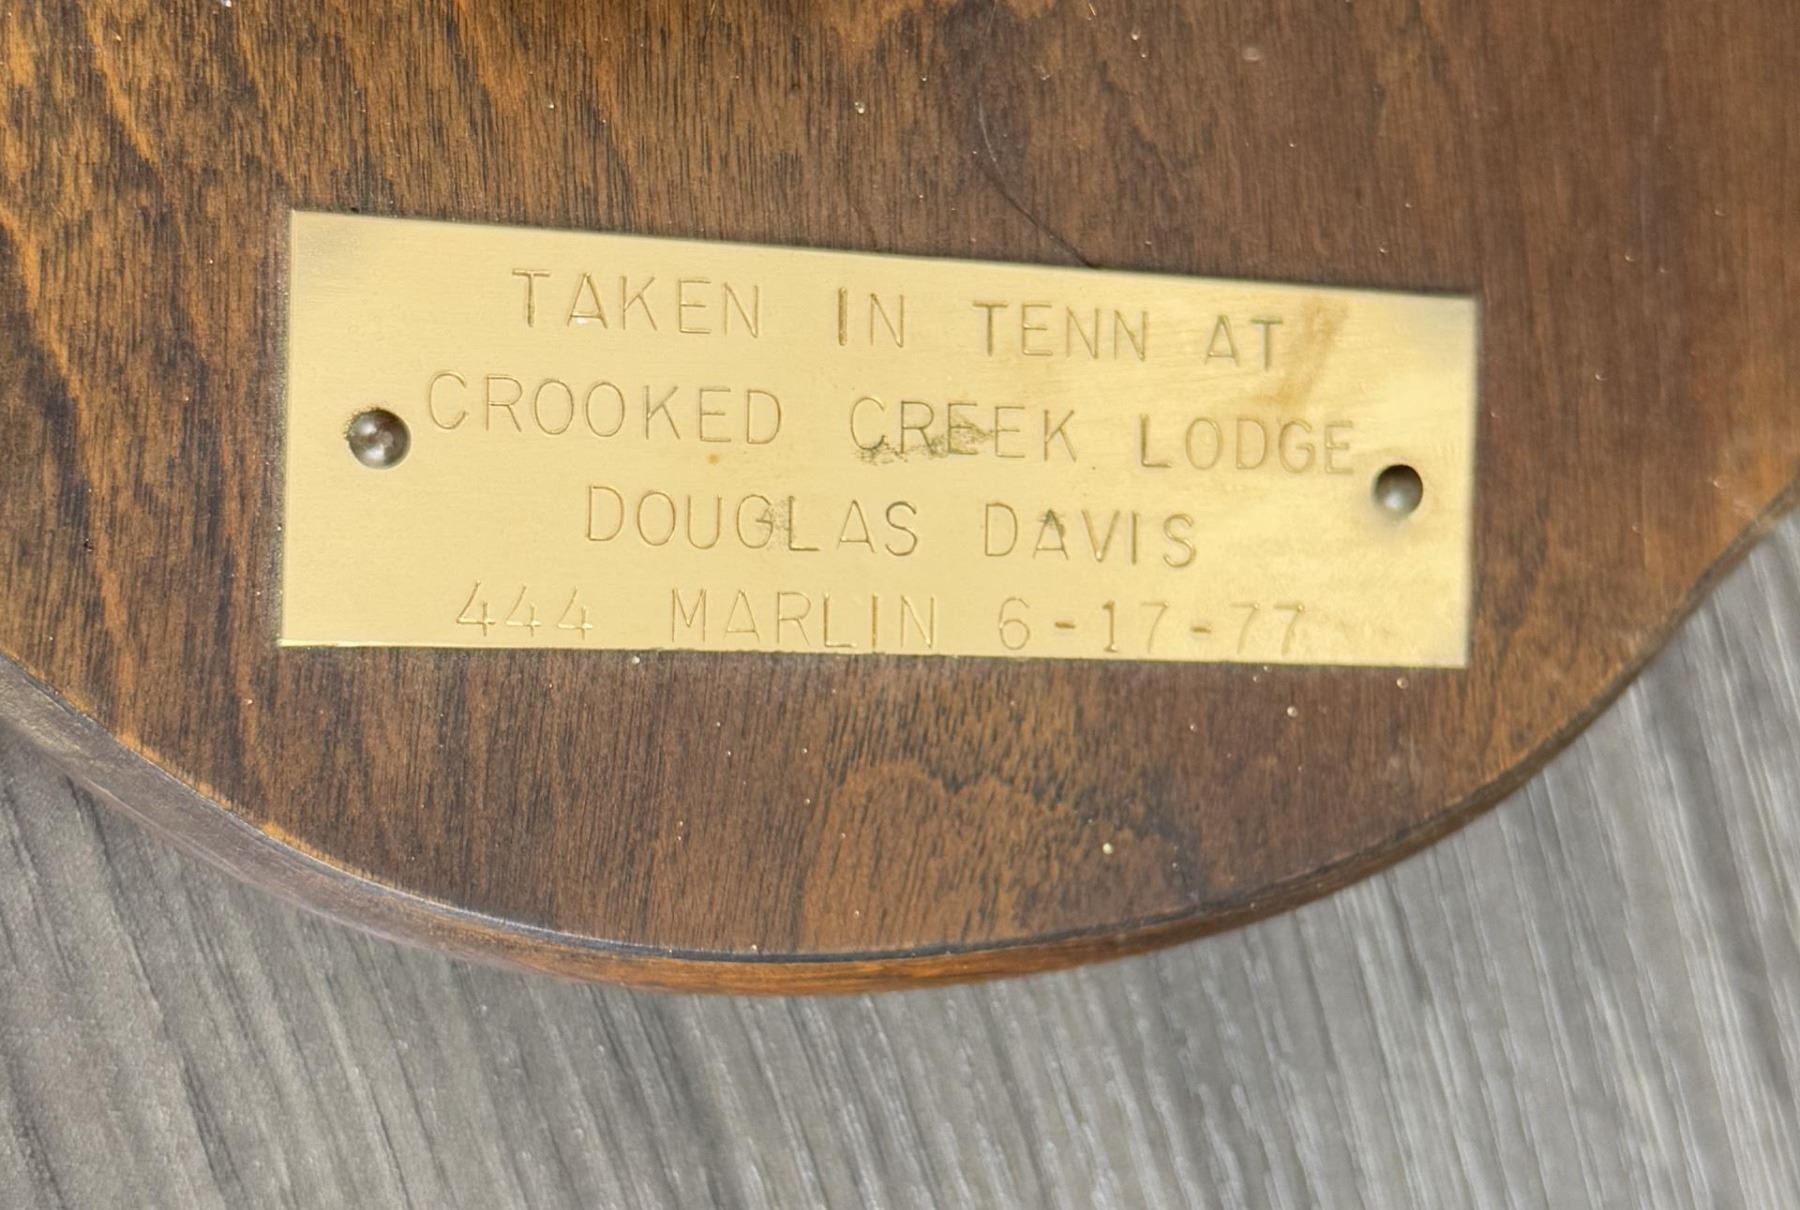 TAKEN IN TENN AT
CROOKED CREEK LODGE
DOUGLAS DAVIS
444 MARLIN 6-17-77